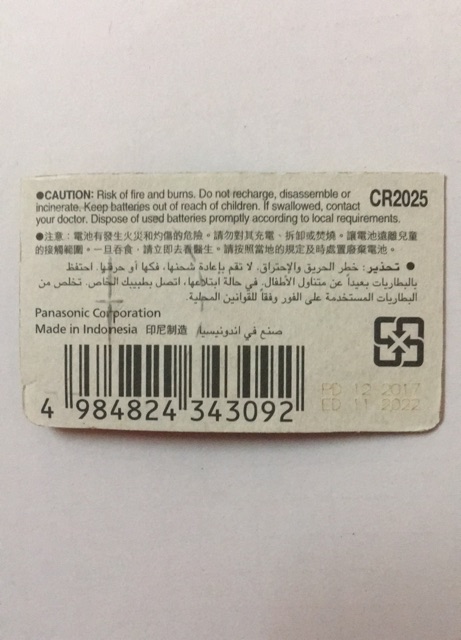 ●CAUTION: Risk of fire and burns. Do not recharge, disassemble or
incinerate. Keep batteries out of reach of children. If swallowed, contact
your doctor. Dispose of used batteries promptly according to local requirements.
CR2025
●注意：電池有發生火災和灼傷的危險。請勿對其充電、拆卸或焚燒。讓電池遠離兒童
的接觸範圍。一旦吞食，請立即去看醫生。請按照當地的規定及時處置廢棄電池。
● تحذير: خطر الحريق والإحتراق. لا تقم بإعادة شحنها، فكها أو حرقها. احتفظ
بالبطاريات بعيداً عن متناول الأطفال. في حالة ابتلاعها، اتصل بطبيبك الخاص. تخلص من
البطاريات المستخدمة على الفور وفقاً للقوانين المحلية.
Panasonic Corporation
Made in Indonesia 印尼制造 صنع في اندونيسيا
4 984824 343092
PD 12-2017
ED 11-2022